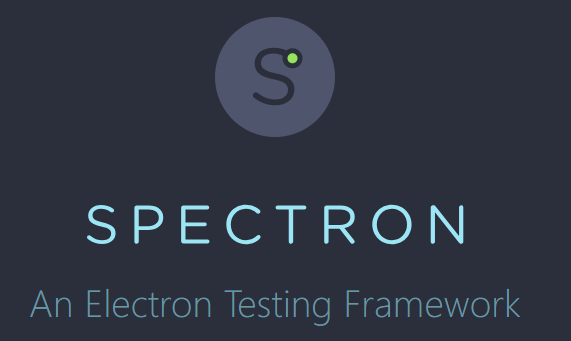 S
SPECTRON
An Electron Testing Framework